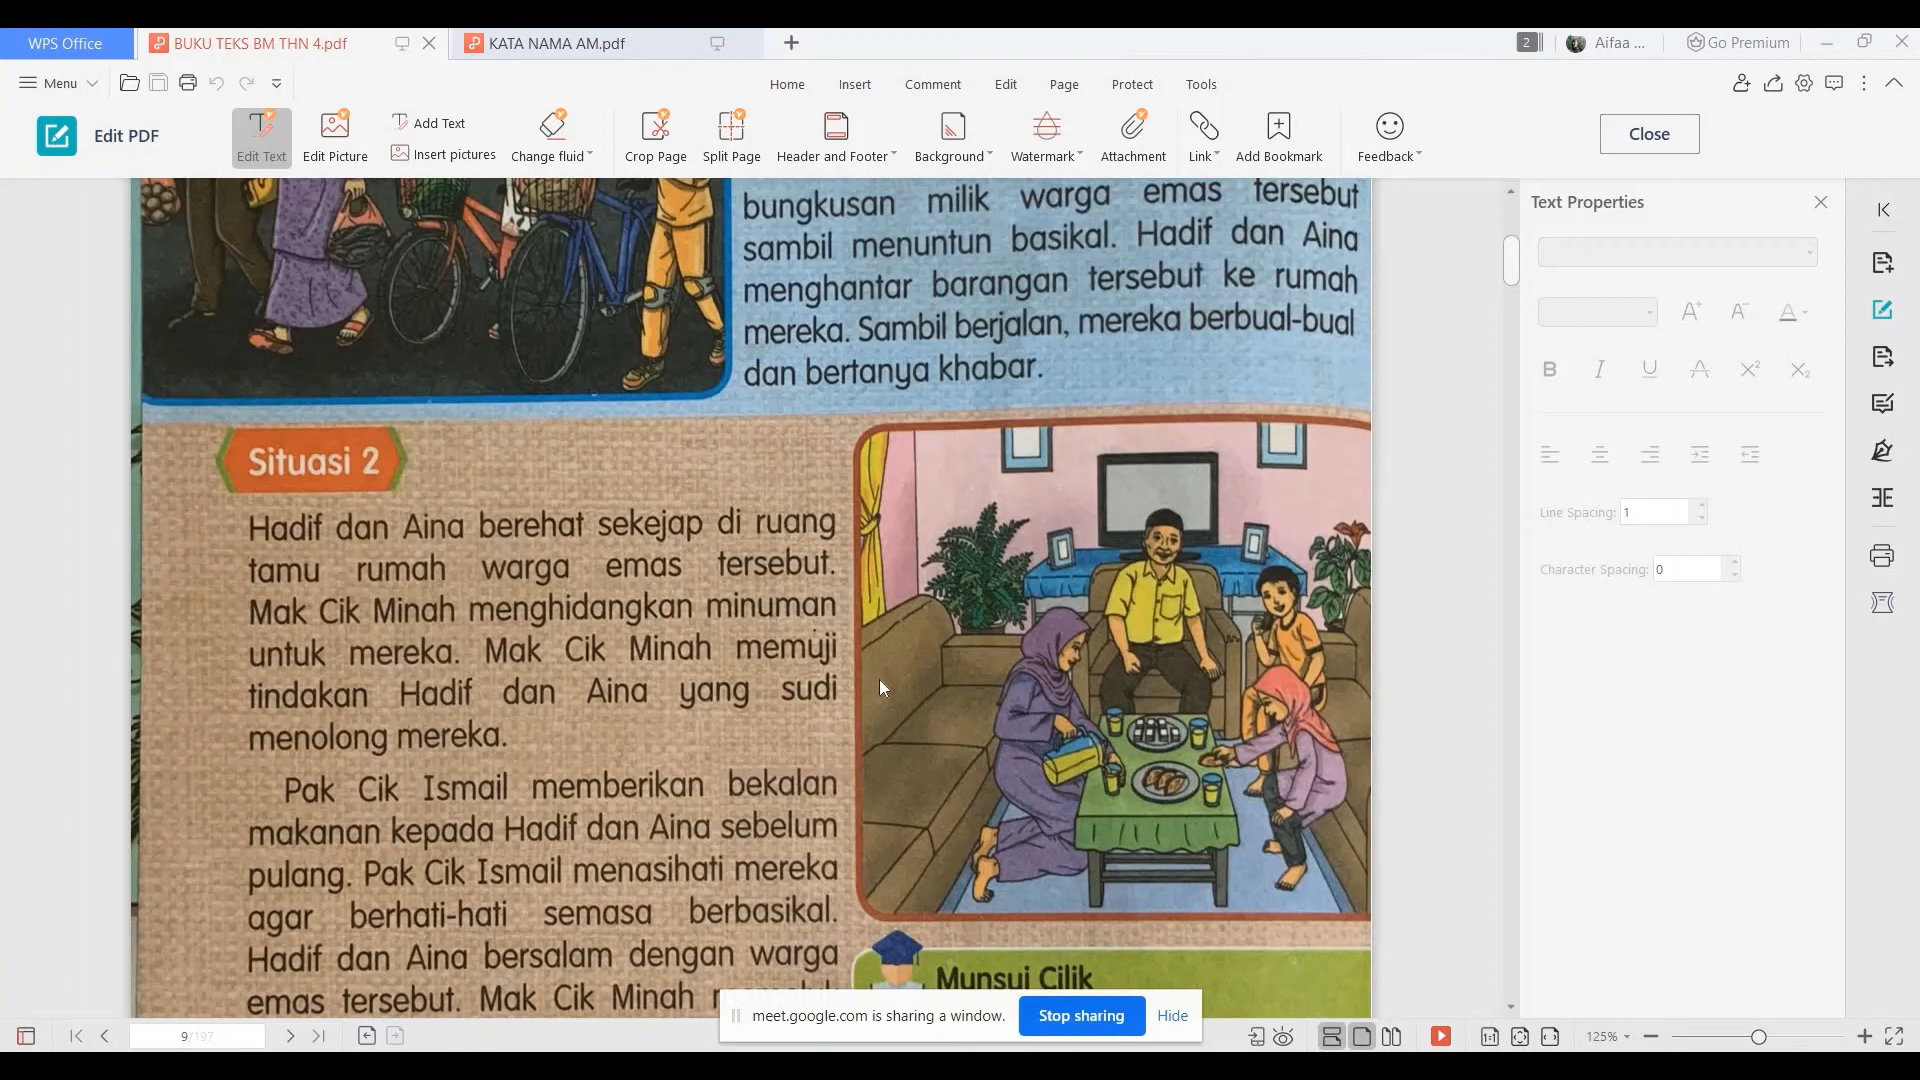 WPS Office
BUKU TEKS BM THN 4.pdf
KATA NAMA AM.pdf
2
Aifaa ...
Go Premium
Menu
Home
Insert
Comment
Edit
Page
Protect
Tools
Edit PDF
Edit Text
Edit Picture
Add Text
Insert pictures
Change fluid
Crop Page
Split Page
Header and Footer
Background
Watermark
Attachment
Link
Add Bookmark
Feedback
Close
bungkusan milik warga emas tersebut
sambil menuntun basikal. Hadif dan Aina
menghantar barangan tersebut ke rumah
mereka. Sambil berjalan, mereka berbual-bual
dan bertanya khabar.
Situasi 2
Hadif dan Aina berehat sekejap di ruang
tamu rumah warga emas tersebut.
Mak Cik Minah menghidangkan minuman
untuk mereka. Mak Cik Minah memuji
tindakan Hadif dan Aina yang sudi
menolong mereka.
Pak Cik Ismail memberikan bekalan
makanan kepada Hadif dan Aina sebelum
pulang. Pak Cik Ismail menasihati mereka
agar berhati-hati semasa berbasikal.
Hadif dan Aina bersalam dengan warga
emas tersebut. Mak Cik Minah
Munsyi Cilik
Text Properties
A+
A-
A
B
I
U
A
X2
X2
Line Spacing: 1
Character Spacing: 0
meet.google.com is sharing a window.
Stop sharing
Hide
9/197
1:1
125%